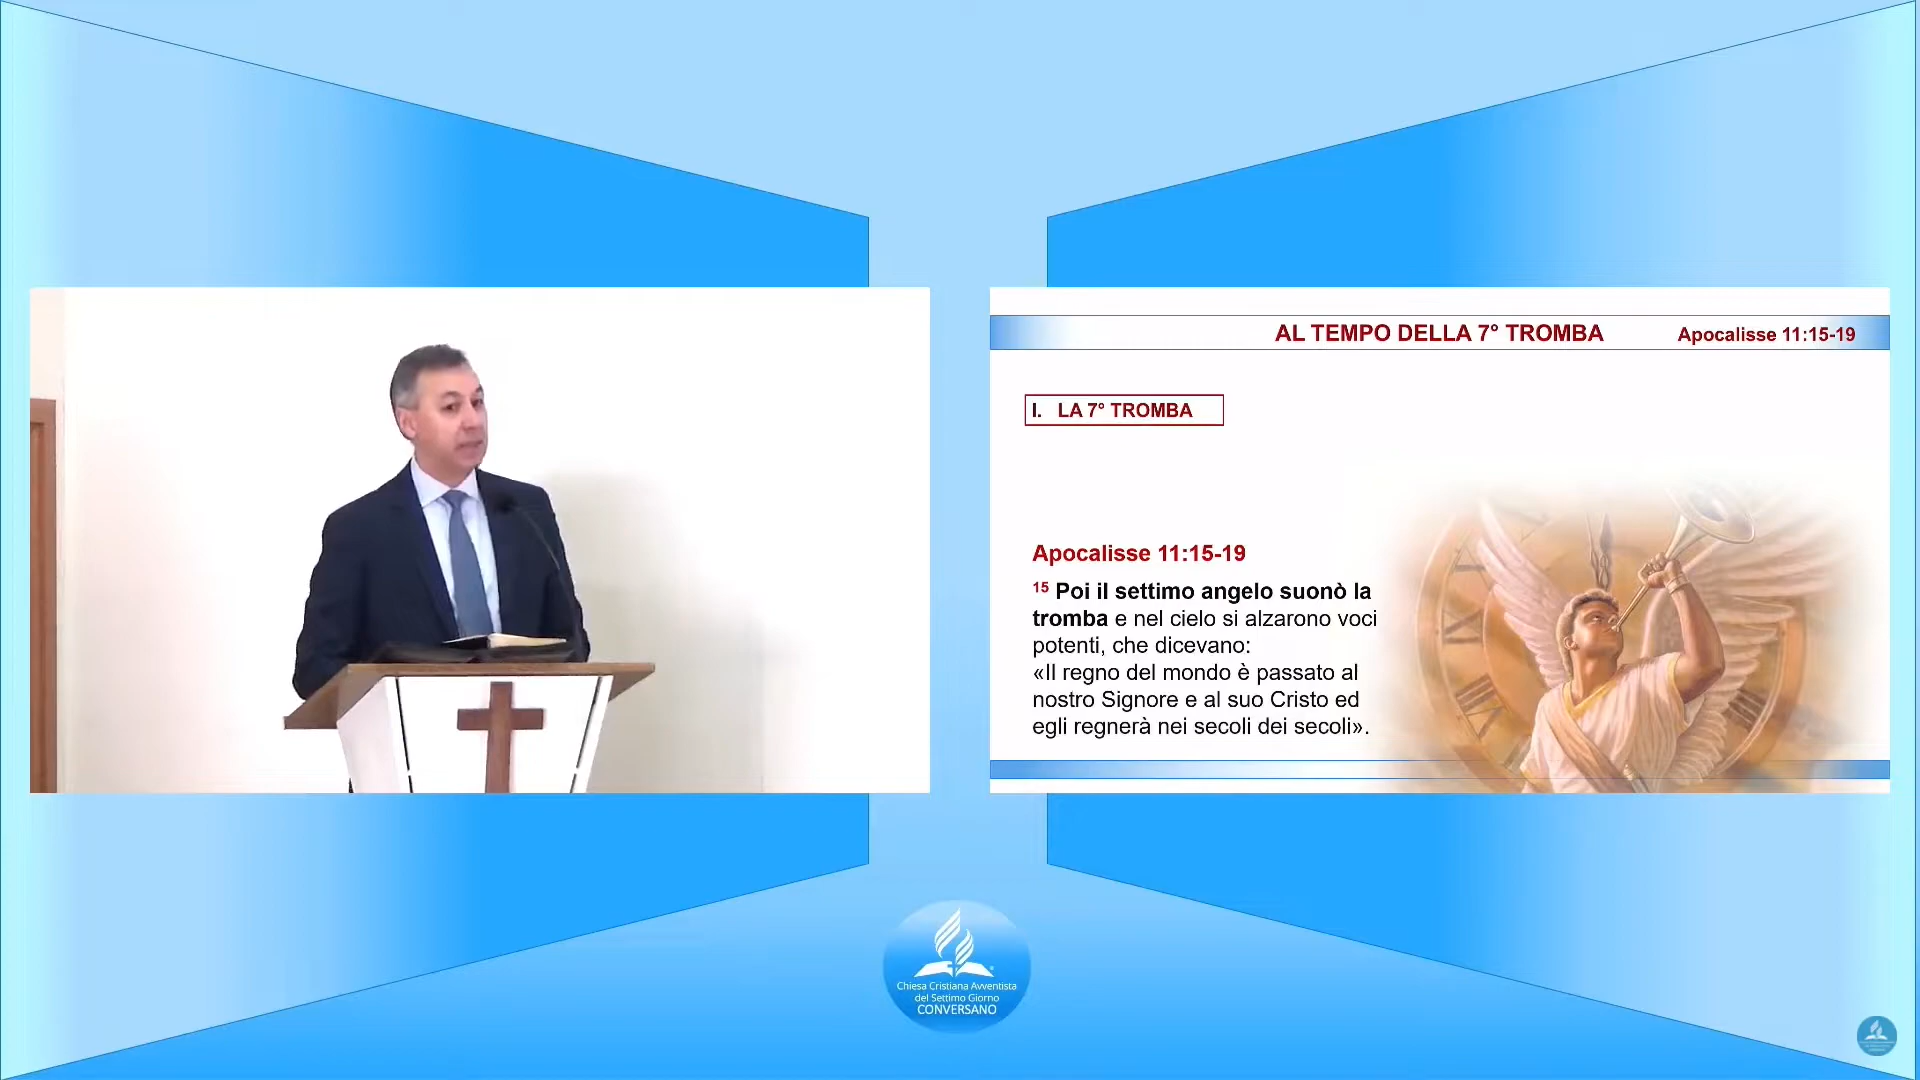 AL TEMPO DELLA 7° TROMBA
Apocalisse 11:15-19
I. LA 7° TROMBA
Apocalisse 11:15-19
15 Poi il settimo angelo suonò la
tromba e nel cielo si alzarono voci
potenti, che dicevano:
«Il regno del mondo è passato al
nostro Signore e al suo Cristo ed
egli regnerà nei secoli dei secoli».
Chiesa Cristiana Avventista
del Settimo Giorno
CONVERSANO